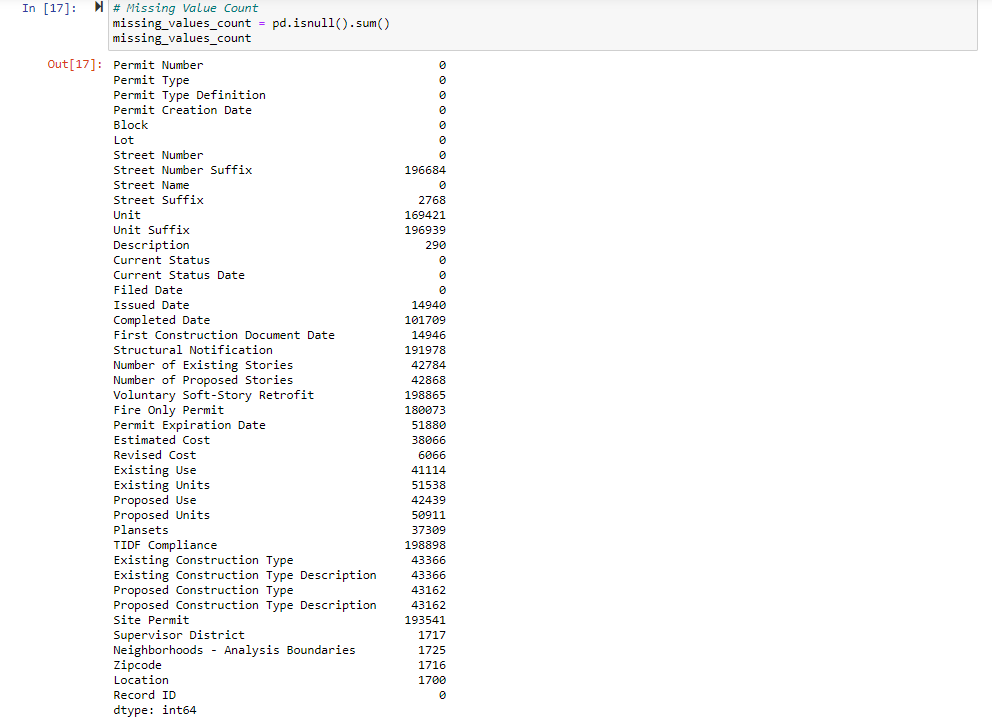 In [17]: # Missing Value Count
missing_values_count = pd.isnull().sum()
missing_values_count
Out[17]: Permit Number 0
Permit Type 0
Permit Type Definition 0
Permit Creation Date 0
Block 0
Lot 0
Street Number 0
Street Number Suffix 196684
Street Name 0
Street Suffix 2768
Unit 169421
Unit Suffix 196939
Description 290
Current Status 0
Current Status Date 0
Filed Date 0
Issued Date 14940
Completed Date 101709
First Construction Document Date 14946
Structural Notification 191978
Number of Existing Stories 42784
Number of Proposed Stories 42868
Voluntary Soft-Story Retrofit 198865
Fire Only Permit 180073
Permit Expiration Date 51880
Estimated Cost 38066
Revised Cost 6066
Existing Use 41114
Existing Units 51538
Proposed Use 42439
Proposed Units 50911
Plansets 37309
TIDF Compliance 198898
Existing Construction Type 43366
Existing Construction Type Description 43366
Proposed Construction Type 43162
Proposed Construction Type Description 43162
Site Permit 193541
Supervisor District 1717
Neighborhoods - Analysis Boundaries 1725
Zipcode 1716
Location 1700
Record ID 0
dtype: int64